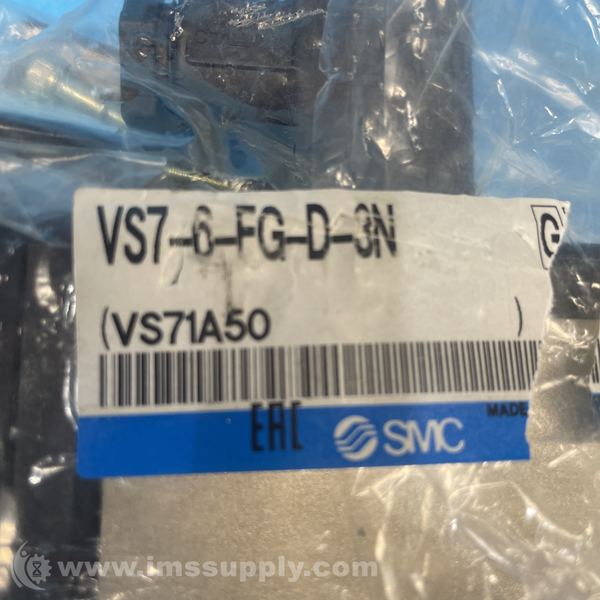 VS7-6-FG-D-3N
G
(VS71A50 )
MADE
EAC SMC
www.imssupply.com